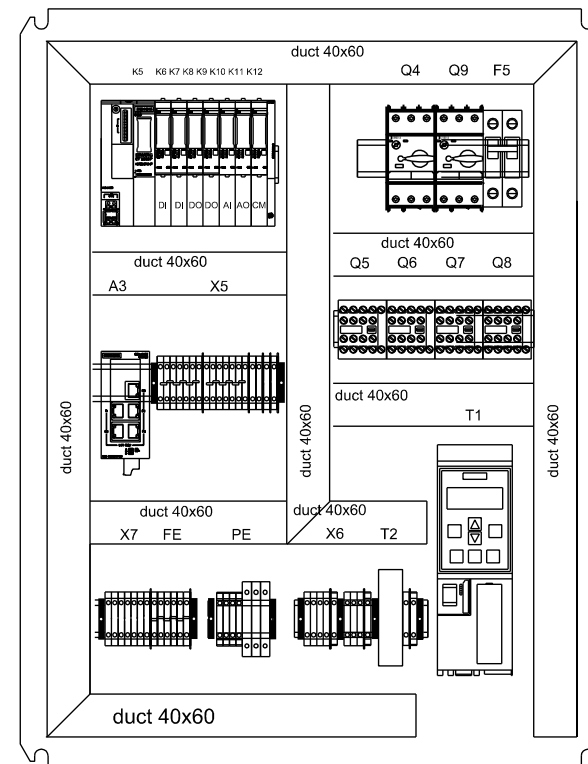 duct 40x60
K5 K6 K7 K8 K9 K10 K11 K12
Q4 Q9 F5
DI DI DO DO AI AO CM
duct 40x60
duct 40x60
Q5 Q6 Q7 Q8
A3 X5
duct 40x60
T1
duct 40x60
duct 40x60
duct 40x60
duct 40x60
duct 40x60
X7 FE PE X6 T2
duct 40x60